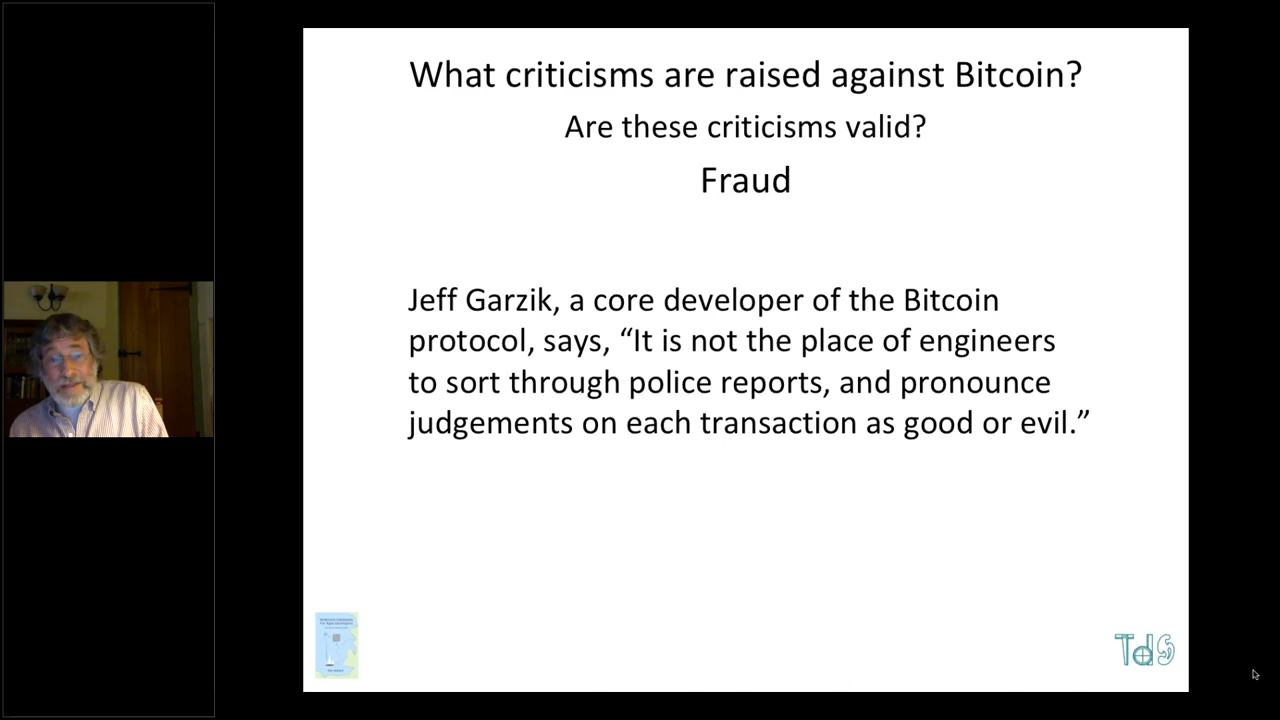 What criticisms are raised against Bitcoin?
Are these criticisms valid?
Fraud
Jeff Garzik, a core developer of the Bitcoin
protocol, says, “It is not the place of engineers
to sort through police reports, and pronounce
judgements on each transaction as good or evil.”
TdS